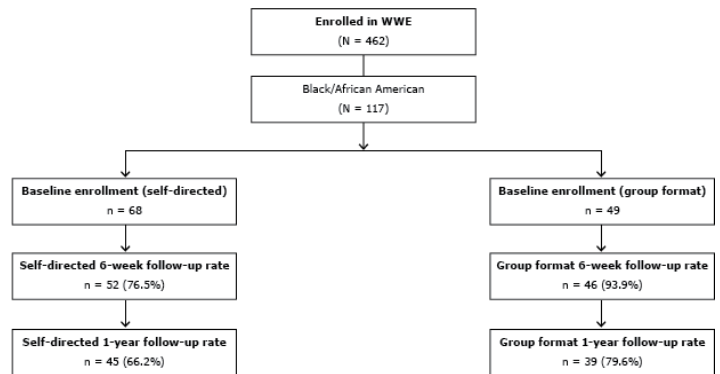 Enrolled in WWE
(N = 462)
Black/African American
(N = 117)
Baseline enrollment (self-directed)
n = 68
Baseline enrollment (group format)
n = 49
Self-directed 6-week follow-up rate
n = 52 (76.5%)
Group format 6-week follow-up rate
n = 46 (93.9%)
Self-directed 1-year follow-up rate
n = 45 (66.2%)
Group format 1-year follow-up rate
n = 39 (79.6%)